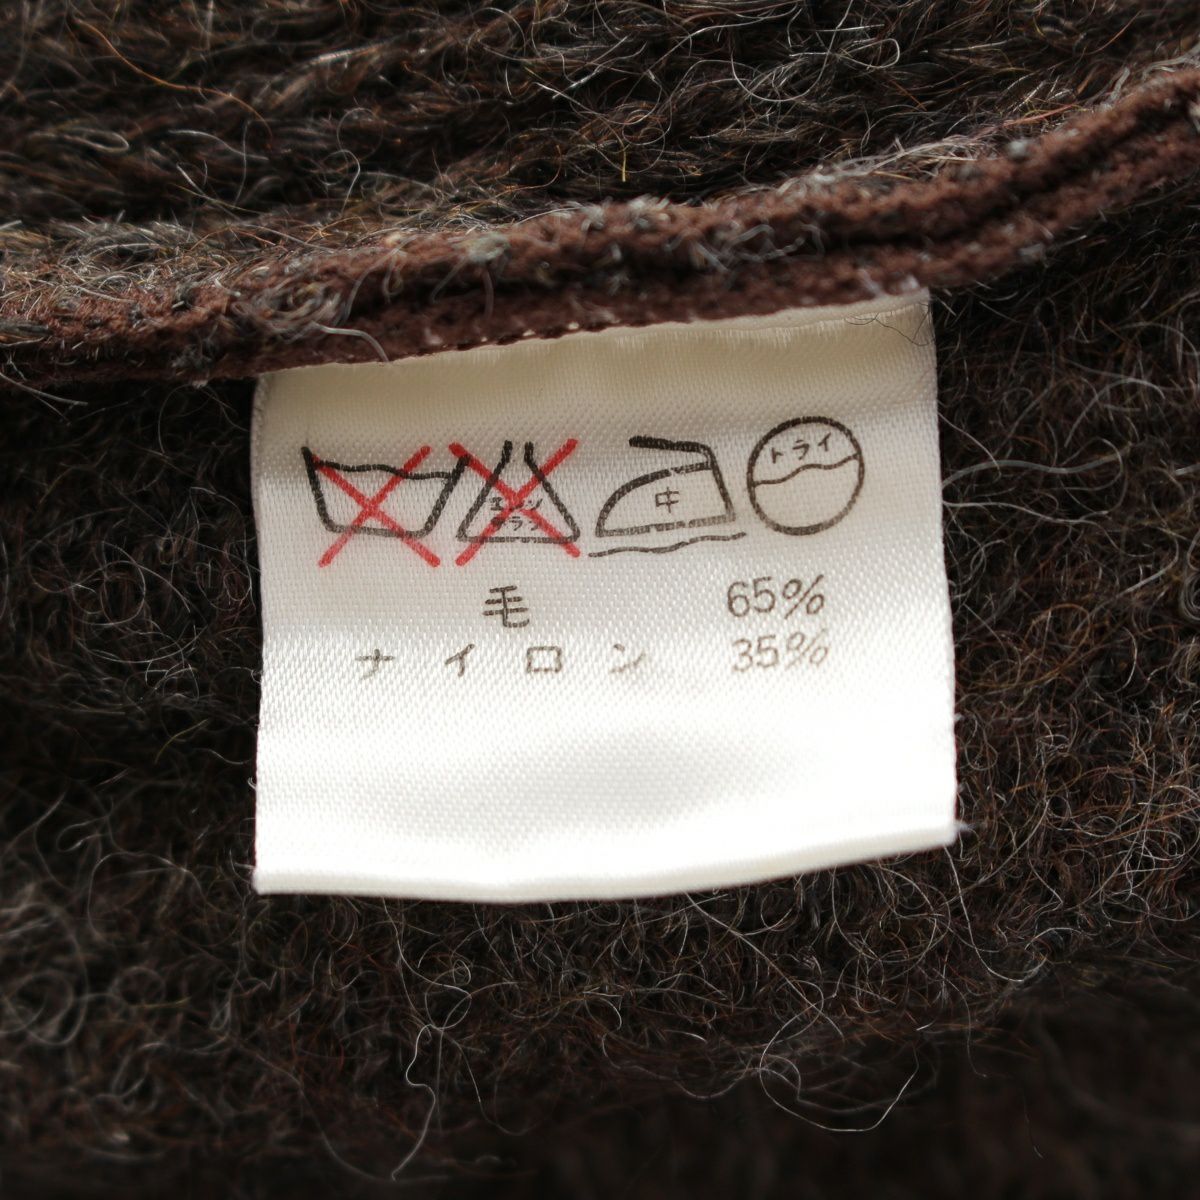 エンソ
サラシ
中
ドライ
毛 65%
ナイロン 35%